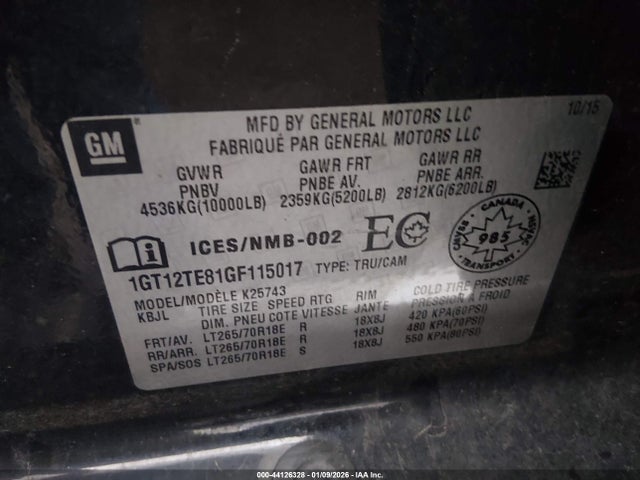 GM
MFD BY GENERAL MOTORS LLC
10/15
FABRIQUÉ PAR GENERAL MOTORS LLC
GVWR GAWR FRT GAWR RR
PNBV PNBE AV. PNBE ARR.
4536KG(10000LB) 2359KG(5200LB) 2812KG(6200LB)
ICES/NMB-002 EC
CANADA
CMVSS
985
NSVAC
1GT12TE81GF115017 TYPE: TRU/CAM
MODEL/MODÈLE K25743
KBJL TIRE SIZE SPEED RTG RIM COLD TIRE PRESSURE
DIM. PNEU COTE VITESSE JANTE PRESSION A FROID
FRT/AV. LT265/70R18E R 18X8J 420 KPA(60PSI)
RR/ARR. LT265/70R18E R 18X8J 480 KPA(70PSI)
SPA/SOS LT265/70R18E S 18X8J 550 KPA(80PSI)
000-44126328 - 01/09/2026 - IAA Inc.